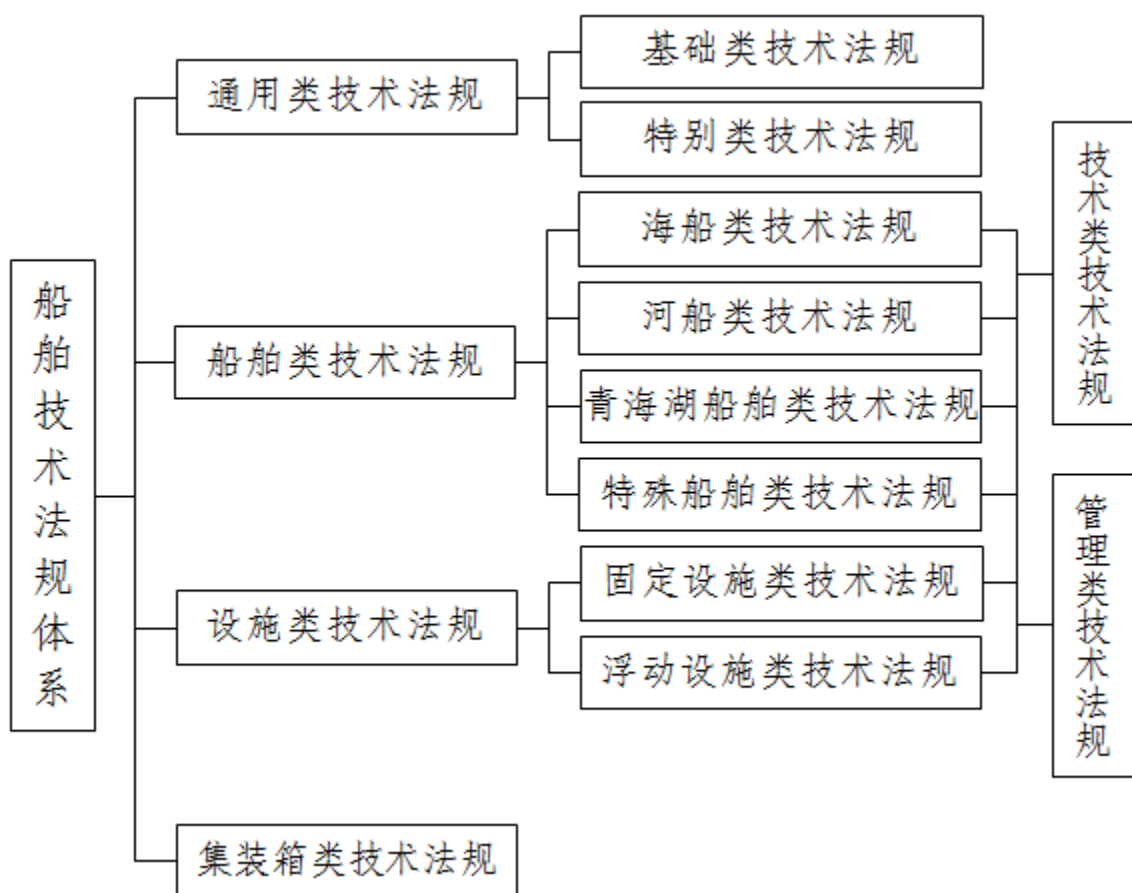 船舶技术法规体系
通用类技术法规
船舶类技术法规
设施类技术法规
集装箱类技术法规
基础类技术法规
特别类技术法规
海船类技术法规
河船类技术法规
青海湖船舶类技术法规
特殊船舶类技术法规
固定设施类技术法规
浮动设施类技术法规
技术类技术法规
管理类技术法规